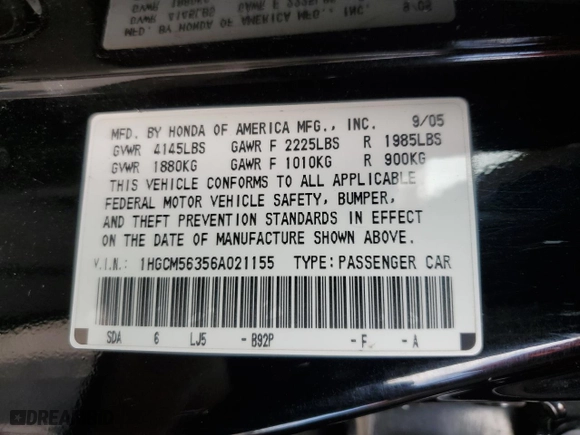 MFD. BY HONDA OF AMERICA MFG., INC. 9/05
GVWR 4145LBS GAWR F 2225LBS R 1985LBS
GVWR 1880KG GAWR F 1010KG R 900KG
THIS VEHICLE CONFORMS TO ALL APPLICABLE
FEDERAL MOTOR VEHICLE SAFETY, BUMPER,
AND THEFT PREVENTION STANDARDS IN EFFECT
ON THE DATE OF MANUFACTURE SHOWN ABOVE.
V.I.N.: 1HGCM56356A021155 TYPE: PASSENGER CAR
SDA 6 LJ5 - B92P - F - A